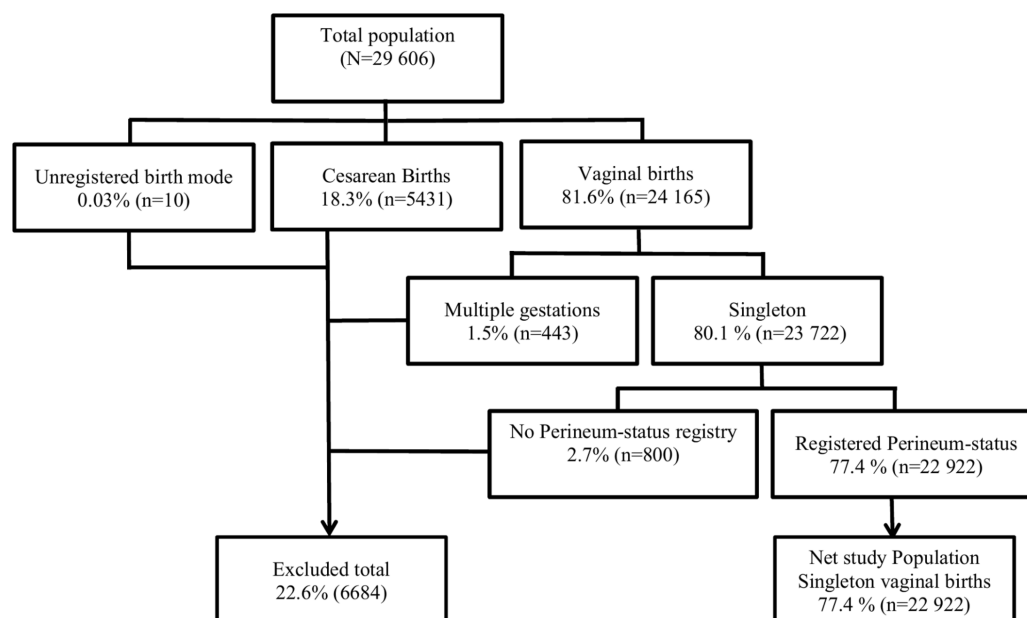 Total population
(N=29 606)
Unregistered birth mode
0.03% (n=10)
Cesarean Births
18.3% (n=5431)
Vaginal births
81.6% (n=24 165)
Multiple gestations
1.5% (n=443)
Singleton
80.1 % (n=23 722)
No Perineum-status registry
2.7% (n=800)
Registered Perineum-status
77.4 % (n=22 922)
Excluded total
22.6% (6684)
Net study Population
Singleton vaginal births
77.4 % (n=22 922)